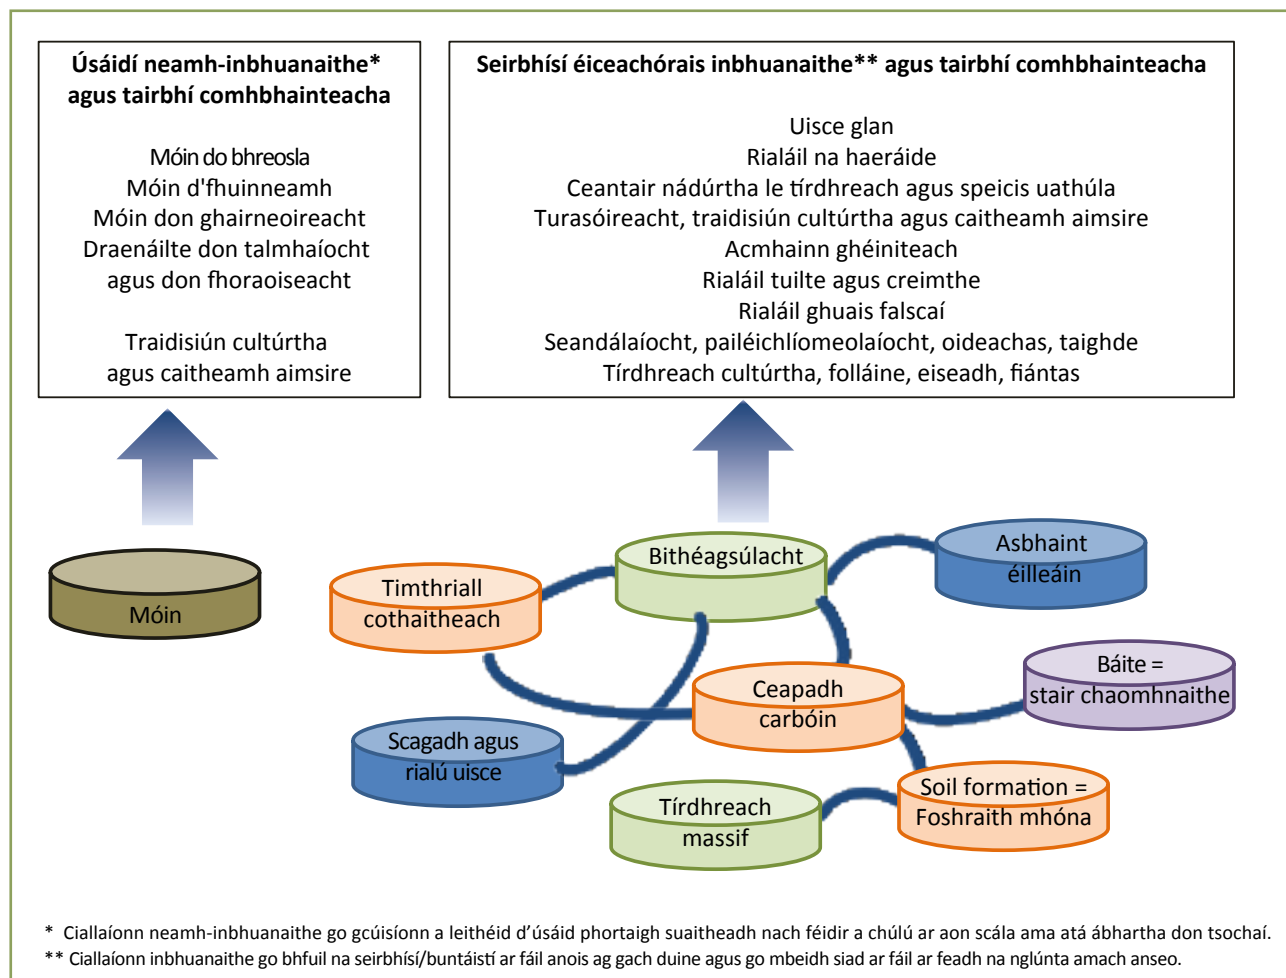 Úsáidí neamh-inbhuanaithe*
agus tairbhí comhbhainteacha
Móin do bhreosla
Móin d'fhuinneamh
Móin don ghairneoireacht
Draenáilte don talmhaíocht
agus don fhoraoiseacht
Traidisiún cultúrtha
agus caitheamh aimsire
Seirbhísí éiceachórais inbhuanaithe** agus tairbhí comhbhainteacha
Uisce glan
Rialáil na haeráide
Ceantair nádúrtha le tírdhreach agus speicis uathúla
Turasóireacht, traidisiún cultúrtha agus caitheamh aimsire
Acmhainn ghéiniteach
Rialáil tuilte agus creimthe
Rialáil ghuais falscaí
Seandálaíocht, pailéichlíomeolaíocht, oideachas, taighde
Tírdhreach cultúrtha, folláine, eiseadh, fiántas
Móin
Timthriall
cothaitheach
Bithéagsúlacht
Asbhaint
éilleáin
Ceapadh
carbóin
Báite =
stair chaomhnaithe
Scagadh agus
rialú uisce
Tírdhreach
massif
Soil formation =
Foshraith mhóna
* Ciallaíonn neamh-inbhuanaithe go gcúisíonn a leithéid d’úsáid phortaigh suaitheadh nach féidir a chúlú ar aon scála ama atá ábhartha don tsochaí.
** Ciallaíonn inbhuanaithe go bhfuil na seirbhísí/buntáistí ar fáil anois ag gach duine agus go mbeidh siad ar fáil ar feadh na nglúnta amach anseo.